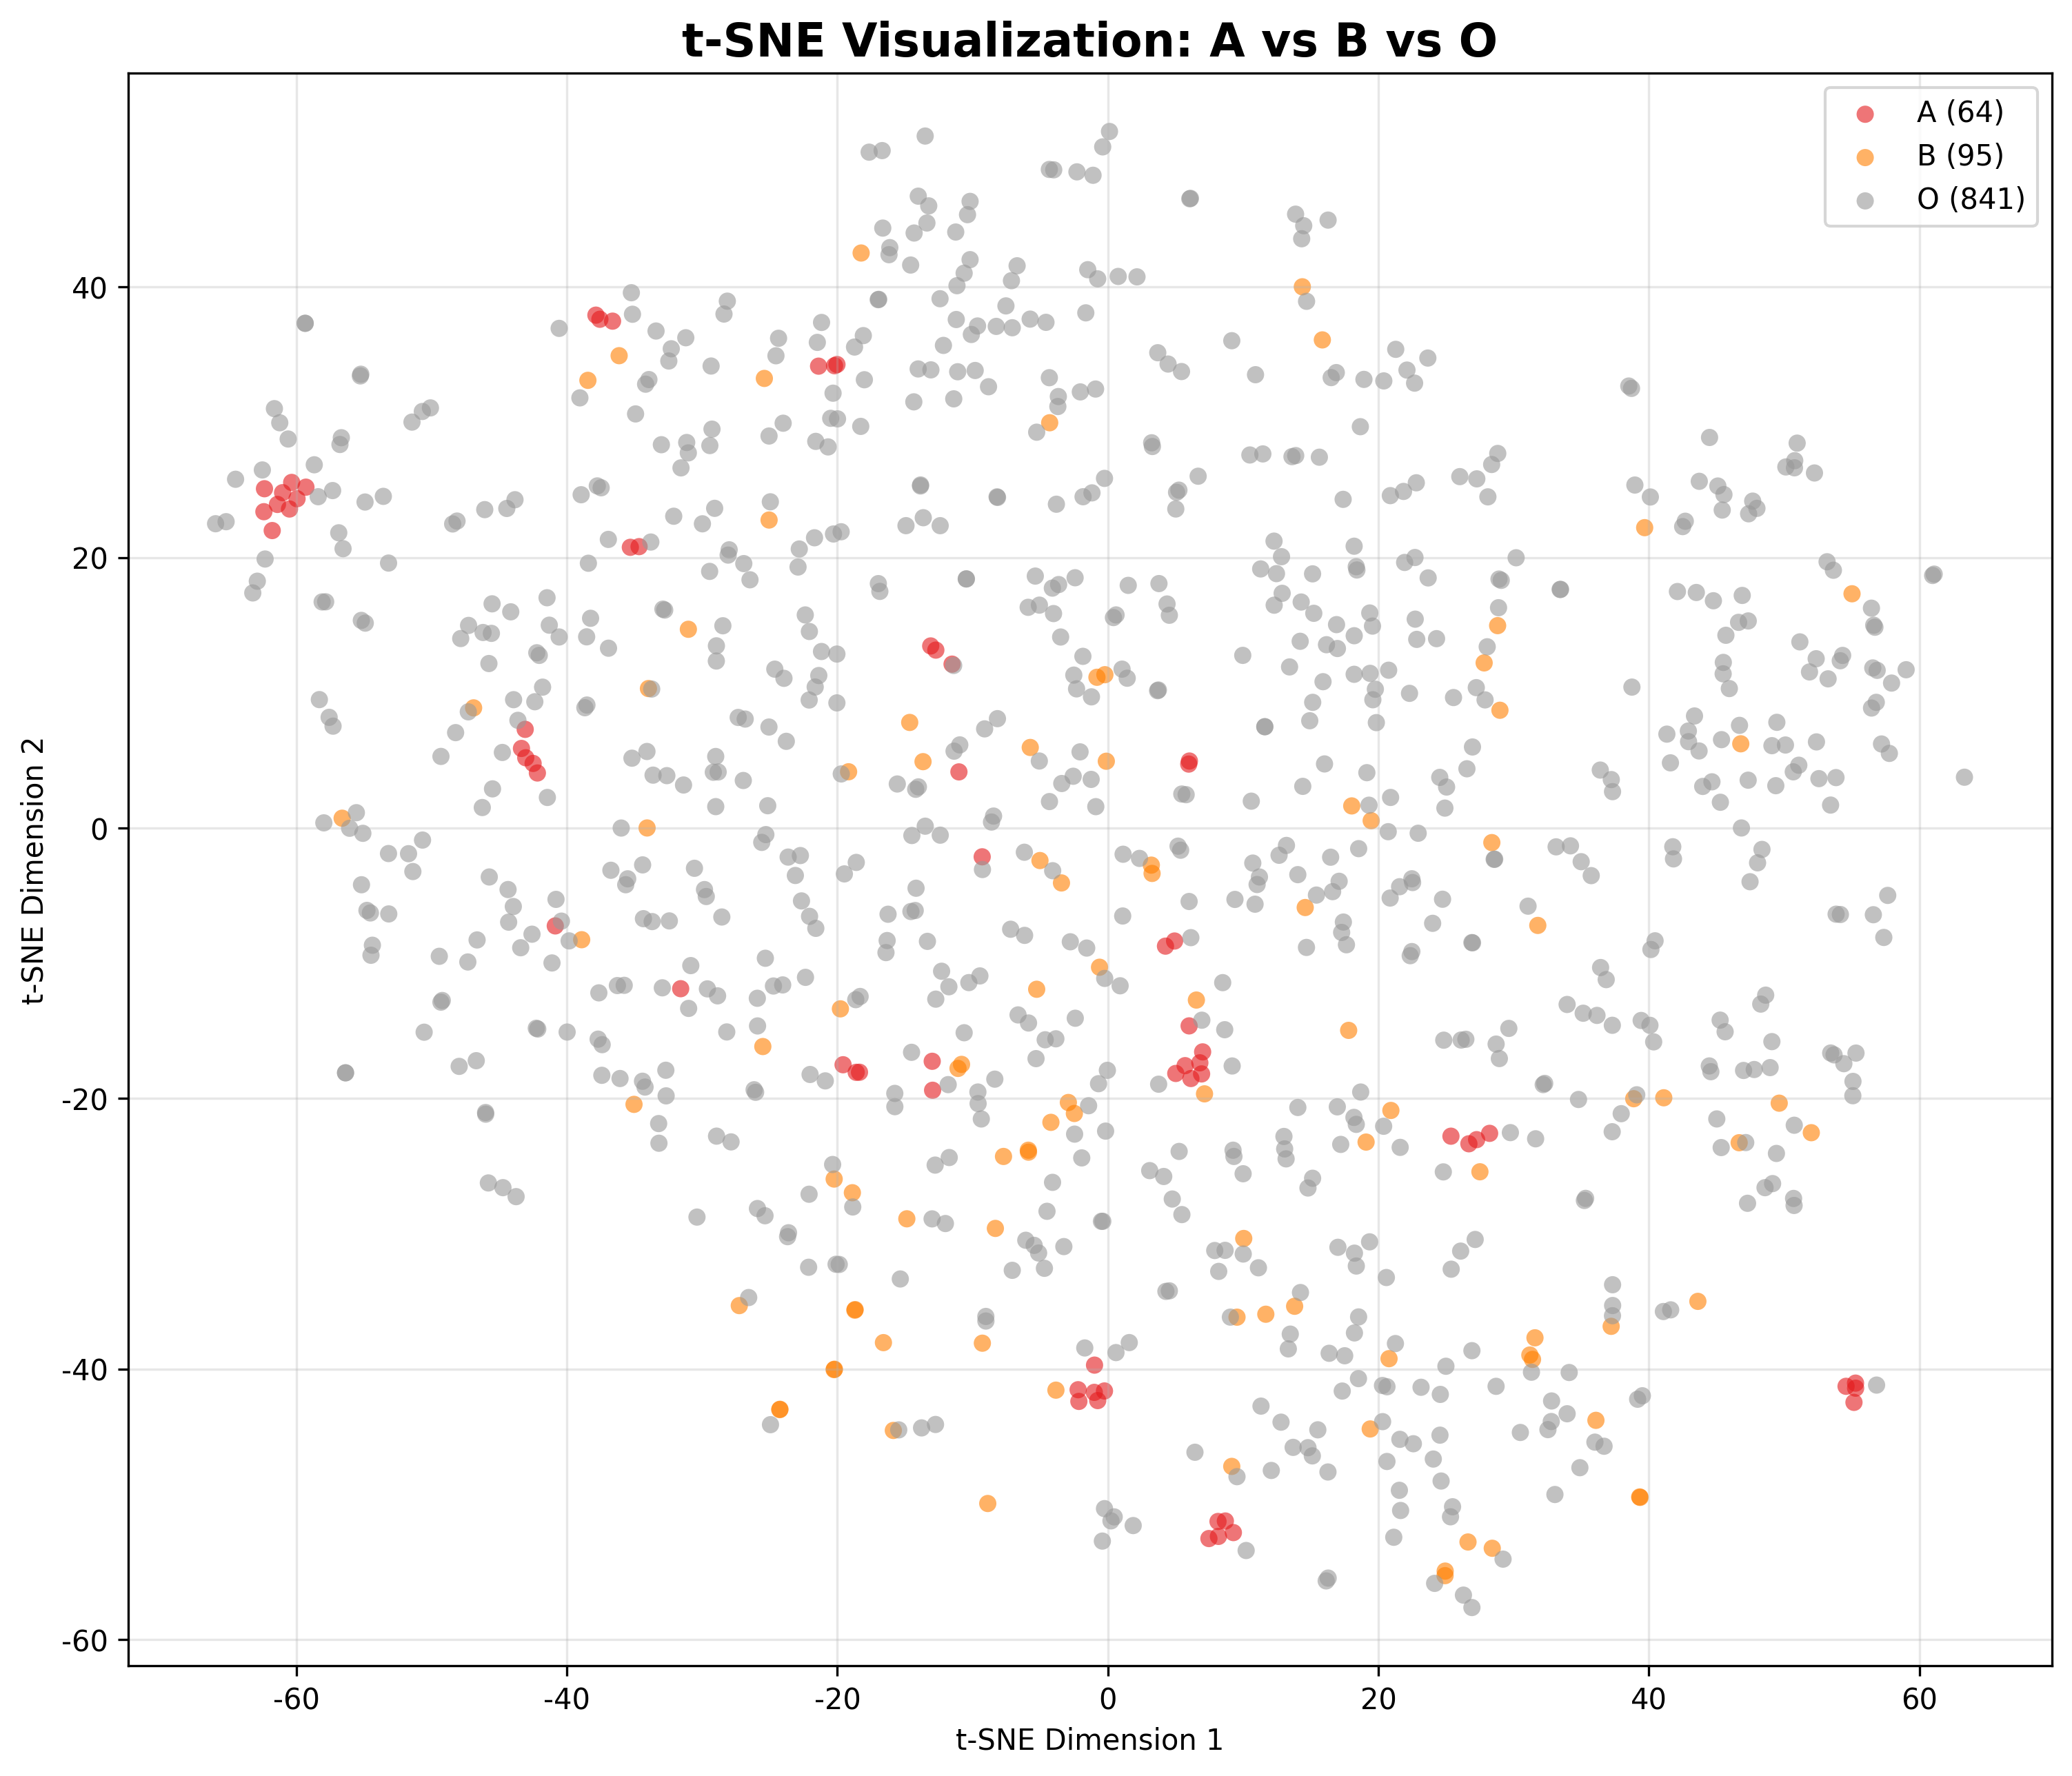 t-SNE Visualization: A vs B vs O
A (64)
B (95)
O (841)
t-SNE Dimension 2
40
20
0
-20
-40
-60
-60
-40
-20
0
20
40
60
t-SNE Dimension 1